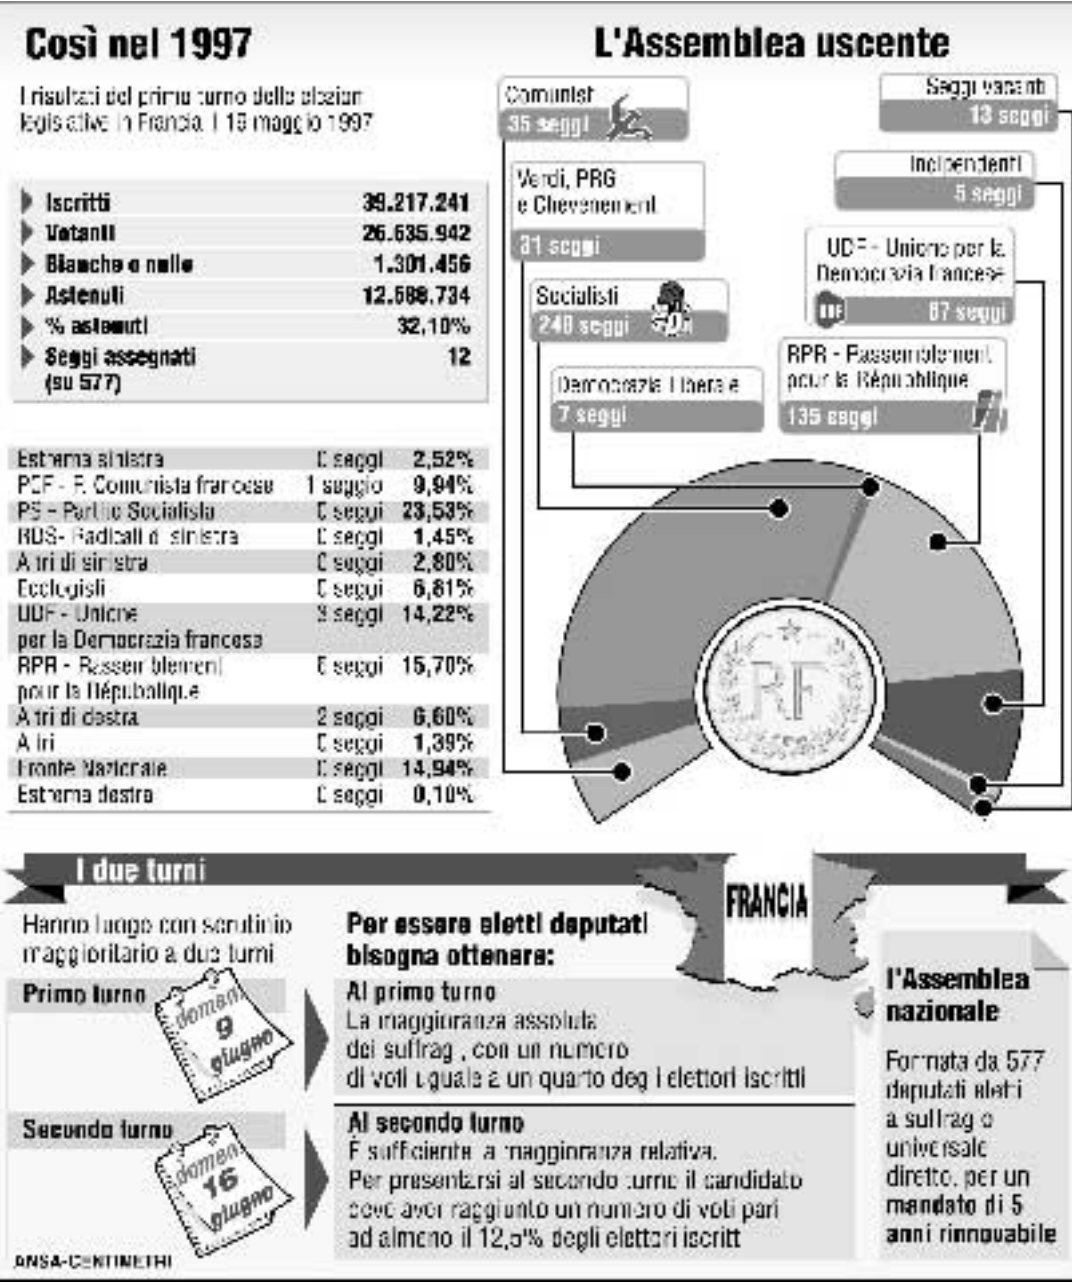 Così nel 1997
I risultati del primo turno delle elezioni
legislative in Francia il
maggio 1997
Iscritti 39.217.241
Votanti 26.635.942
Bianche o nulle 1.301.456
Astenuti
% astenuti 32,10%
Seggi assegnati 12
(su 577)
Estrema sinistra 0 seggi 2,52%
PCF - P. Comunista francese 1 seggio 9,94%
PS - Partito Socialista 0 seggi 23,53%
RDS- Radicali di sinistra 0 seggi 1,45%
Altri di sinistra 0 seggi 2,80%
Ecologisti 0 seggi 6,81%
UDF - Unione 3 seggi 14,22%
per la Democrazia francese
RPR - Rassemblement seggi 15,70%
pour la Répubblique
Altri di destra 2 seggi 6,60%
Altri 0 seggi 1,39%
Fronte Nazionale 0 seggi 14,94%
Estrema destra 0 seggi 0,10%
L'Assemblea uscente
Comunisti
35 seggi
Verdi, PRG
e Chevenement
31 seggi
Socialisti
seggi
Democrazia Liberale
7 seggi
Seggi vacanti
13 seggi
Indipendenti
5 seggi
UDF - Unione per la
Democrazia francese
UDF
67 seggi
RPR - Rassemblement
pour la Répubblique
135 seggi
RF
I due turni
Hanno luogo con scrutinio
maggioritario a due turni
Primo turno
domeni
9
giugno
Secondo turno
domeni
16
giugno
Per essere eletti deputati
bisogna ottenere:
Al primo turno
La maggioranza assoluta
dei suffragi, con un numero
di voti uguale a un quarto degli elettori iscritti
Al secondo turno
È sufficiente la maggioranza relativa.
Per presentarsi al secondo turno il candidato
deve aver raggiunto un numero di voti pari
ad almeno il 12,5% degli elettori iscritti
FRANCIA
l'Assemblea
nazionale
Formata da 577
deputati eletti
a suffragio
universale
diretto, per un
mandato di 5
anni rinnovabile
ANSA-CENTIMETRI